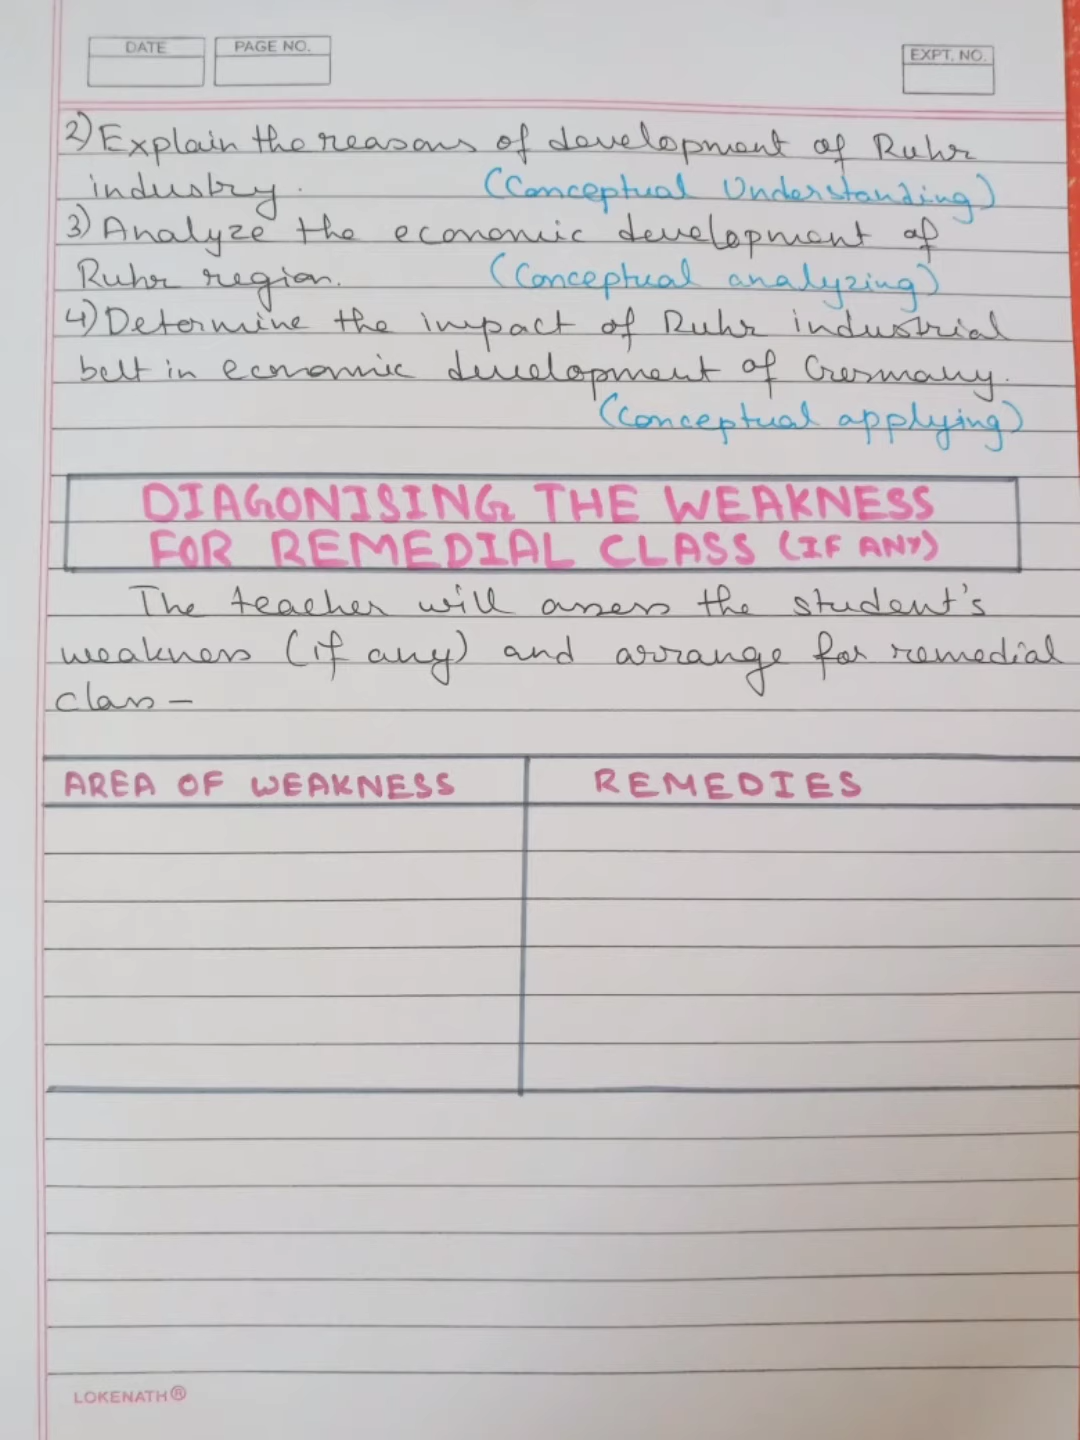 DATE
PAGE NO.
EXPT. NO.
2) Explain the reasons of development of Ruhr
industry. (Conceptual Understanding)
3) Analyze the economic development of
Ruhr region. (Conceptual analyzing)
4) Determine the impact of Ruhr industrial
belt in economic development of Germany.
(Conceptual applying)
DIAGONISING THE WEAKNESS
FOR REMEDIAL CLASS (IF ANY)
The teacher will assess the student's
weakness (if any) and arrange for remedial
class —
AREA OF WEAKNESS REMEDIES
LOKENATH®